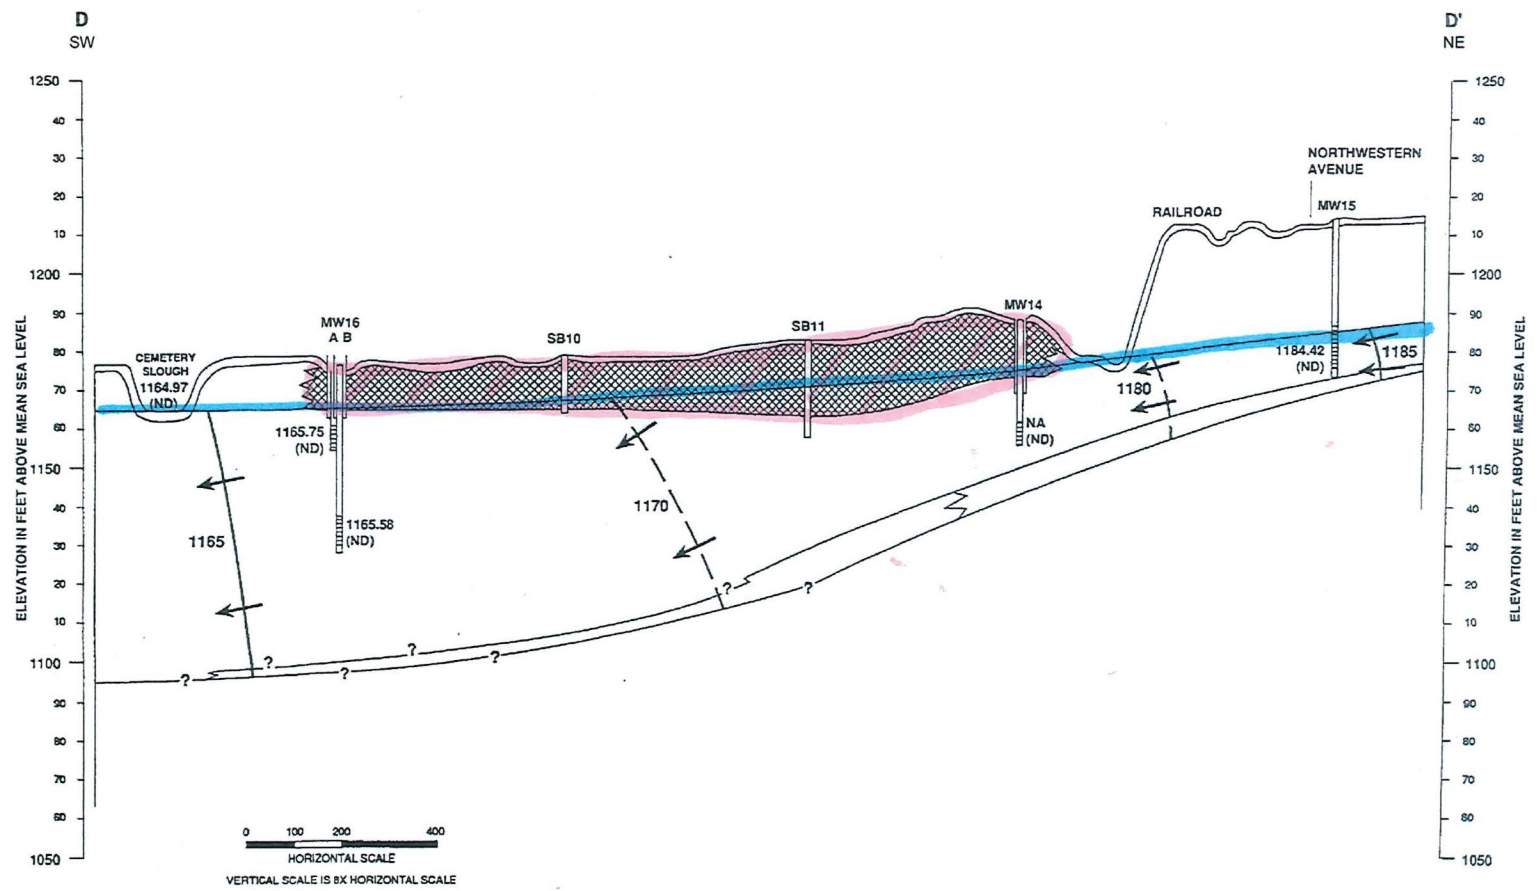 D
SW
D'
NE
1250
40
30
20
10
1200
90
80
70
60
1150
40
30
20
10
1100
90
80
70
60
1050
ELEVATION IN FEET ABOVE MEAN SEA LEVEL
CEMETERY
SLOUGH
1164.97
(ND)
MW16
A B
1165.75
(ND)
1165.58
(ND)
1165
SB10
1170
SB11
MW14
NA
(ND)
RAILROAD
1180
NORTHWESTERN
AVENUE
MW15
1184.42
(ND)
1185
?
?
?
?
?
?
?
1250
40
30
20
10
1200
90
80
70
60
1150
40
30
20
10
1100
90
80
70
60
1050
ELEVATION IN FEET ABOVE MEAN SEA LEVEL
0 100 200 400
HORIZONTAL SCALE
VERTICAL SCALE IS 8X HORIZONTAL SCALE